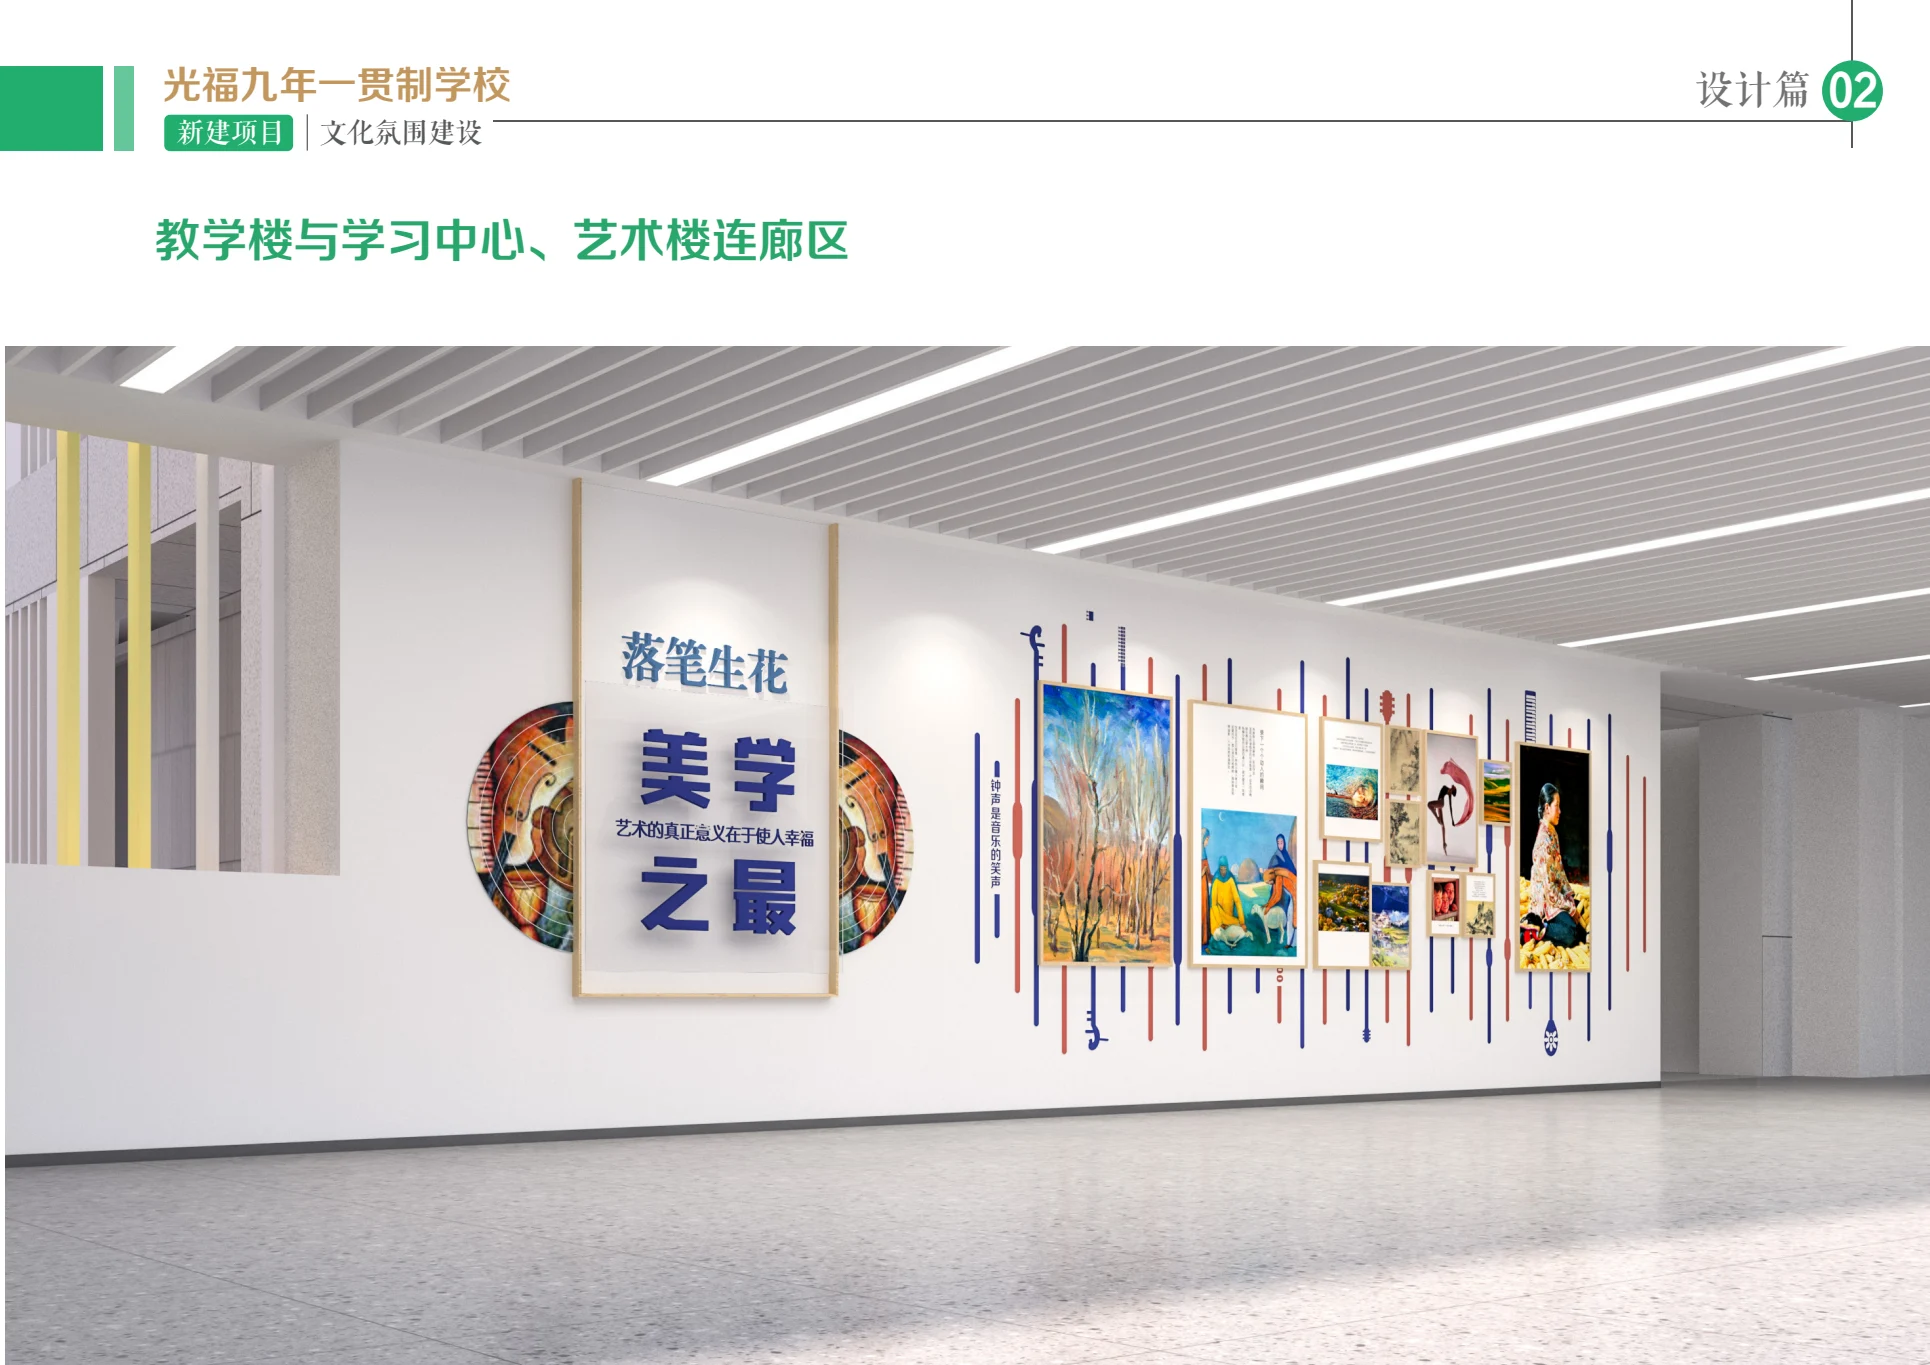 光福九年一贯制学校
新建项目 文化氛围建设
设计篇 02
教学楼与学习中心、艺术楼连廊区
落笔生花
美学
艺术的真正意义在于使人幸福
之最
钟声是音乐的笑声